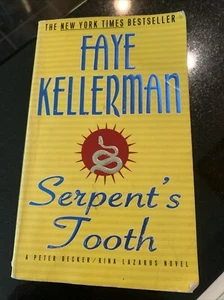 THE NEW YORK TIMES BESTSELLER
FAYE
KELLERMAN
Serpent's
Tooth
A PETER DECKER/RINA LAZARUS NOVEL